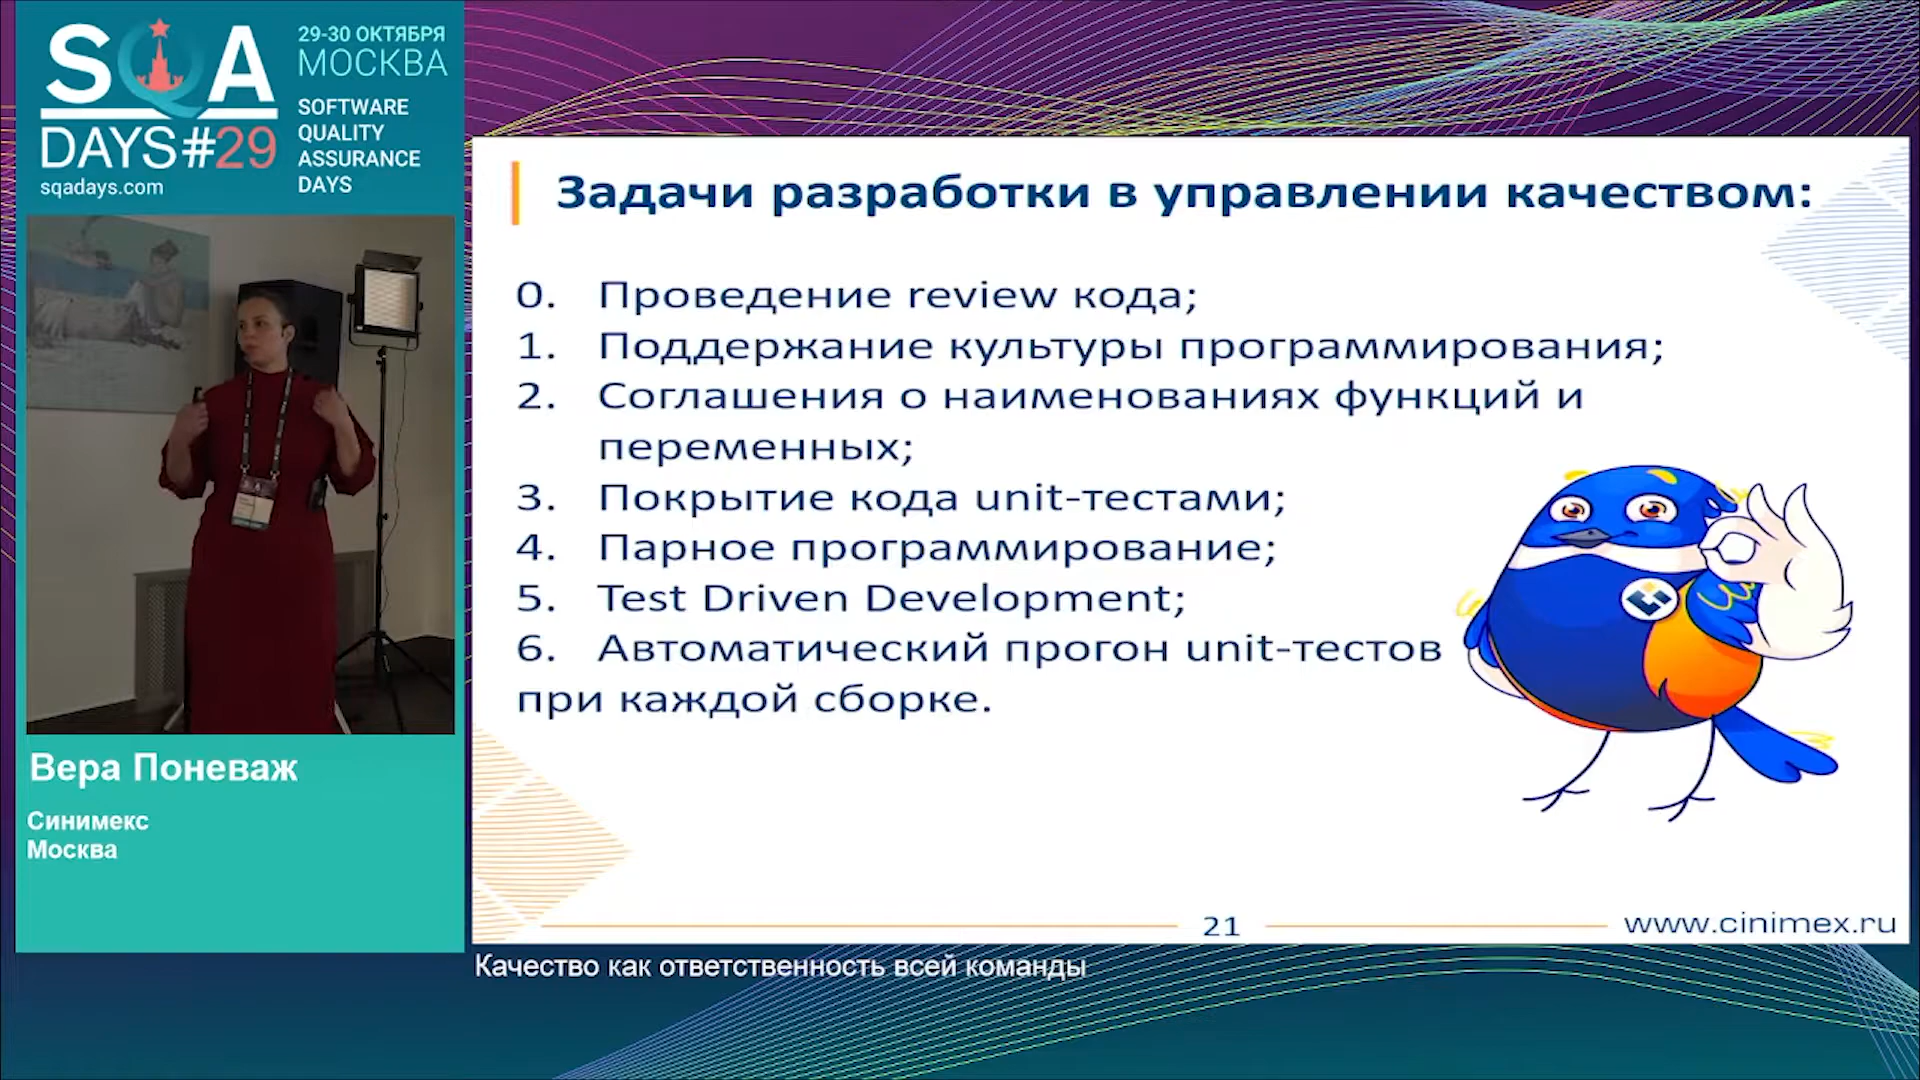 SQA
DAYS#29
sqadays.com
29-30 ОКТЯБРЯ
МОСКВА
SOFTWARE
QUALITY
ASSURANCE
DAYS
Вера Поневаж
Синимекс
Москва
Задачи разработки в управлении качеством:
0. Проведение review кода;
1. Поддержание культуры программирования;
2. Соглашения о наименованиях функций и
переменных;
3. Покрытие кода unit-тестами;
4. Парное программирование;
5. Test Driven Development;
6. Автоматический прогон unit-тестов
при каждой сборке.
21
www.cinimex.ru
Качество как ответственность всей команды